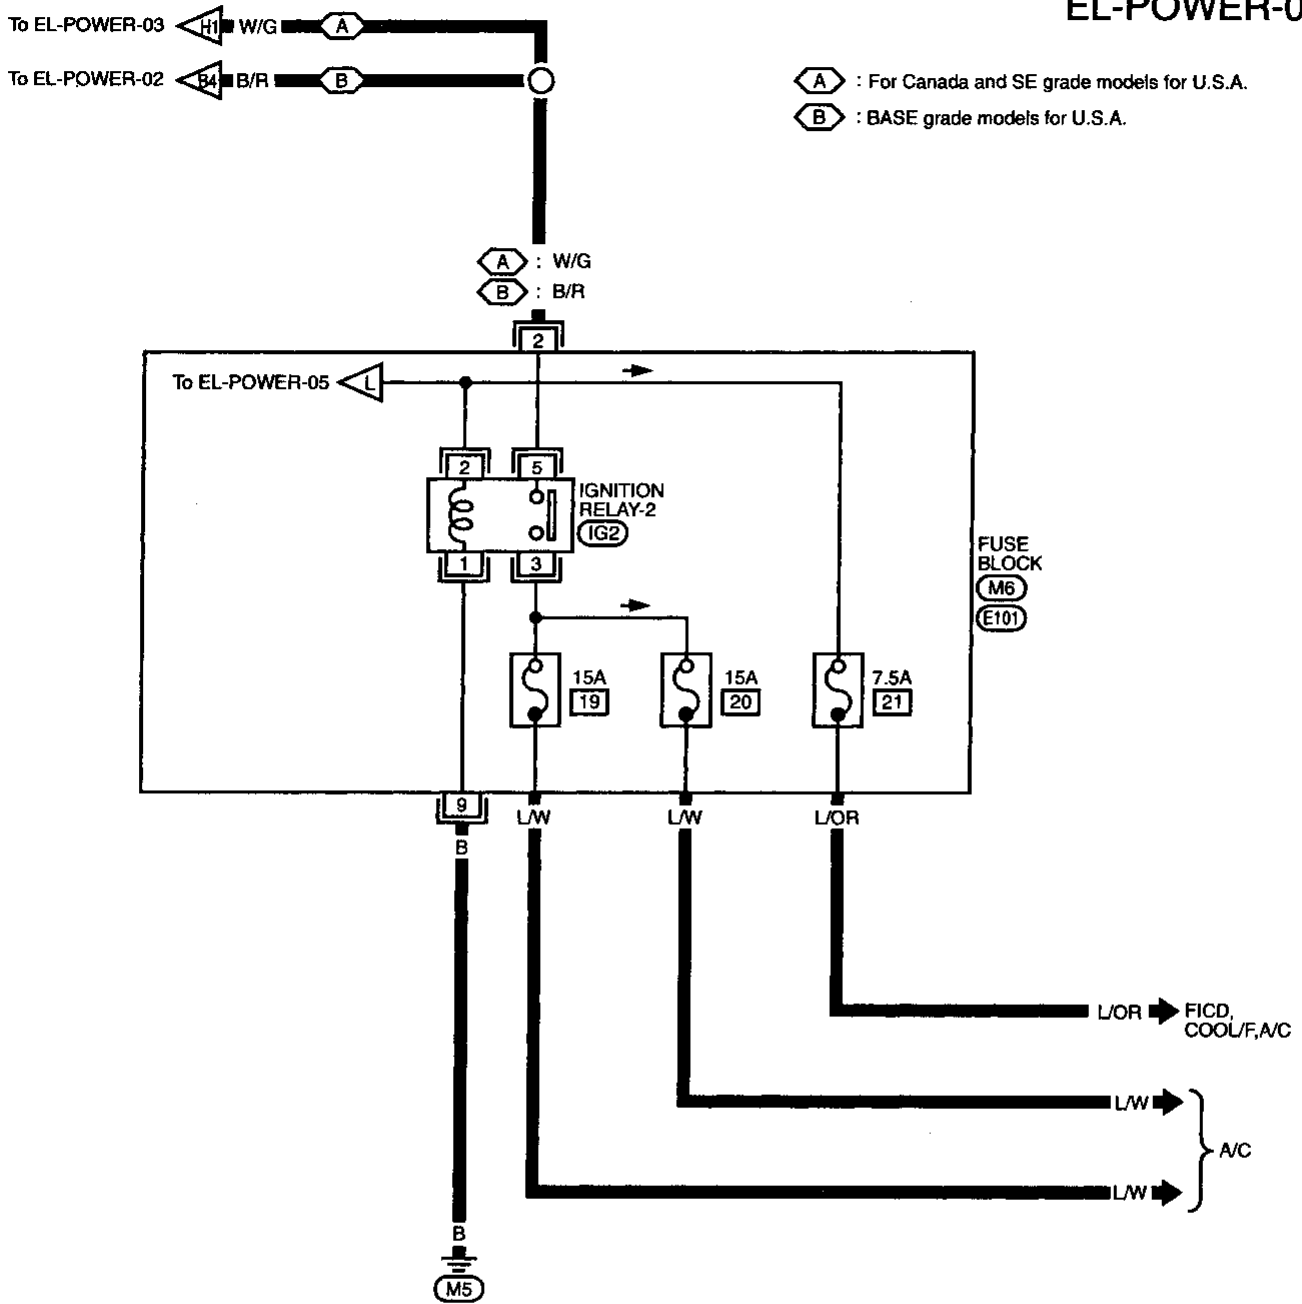 EL-POWER-0
To EL-POWER-03 H1 W/G A
To EL-POWER-02 B4 B/R B
A : For Canada and SE grade models for U.S.A.
B : BASE grade models for U.S.A.
A : W/G
B : B/R
2
To EL-POWER-05 L
2 5
IGNITION
RELAY-2
IG2
1 3
FUSE
BLOCK
M6
E101
15A
19
15A
20
7.5A
21
9
B
L/W
L/W
L/OR
L/OR
FICD,
COOL/F,A/C
L/W
A/C
L/W
B
M5